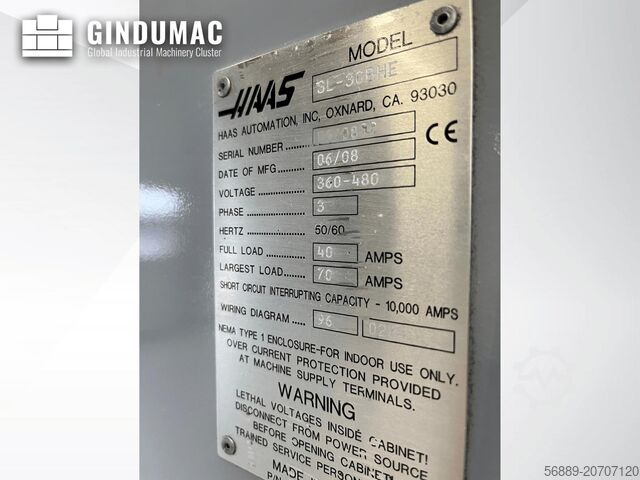 GINDUMAC
Global Industrial Machinery Cluster
MODEL
HAAS
SL-30BHE
HAAS AUTOMATION, INC, OXNARD, CA. 93030
SERIAL NUMBER ........
DATE OF MFG ........... 06/08
VOLTAGE .............. 360-480
PHASE ................. 3
HERTZ .................. 50/60
FULL LOAD ............ 40 AMPS
LARGEST LOAD....... 70 AMPS
SHORT CIRCUIT INTERRUPTING CAPACITY - 10,000 AMPS
WIRING DIAGRAM ..... 96
NEMA TYPE 1 ENCLOSURE-FOR INDOOR USE ONLY.
OVER CURRENT PROTECTION PROVIDED
AT MACHINE SUPPLY TERMINALS.
WARNING
LETHAL VOLTAGES INSIDE CABINET!
DISCONNECT FROM POWER SOURCE
BEFORE OPENING CABINET!
TRAINED SERVICE
MADE
P/N
56889-20707120